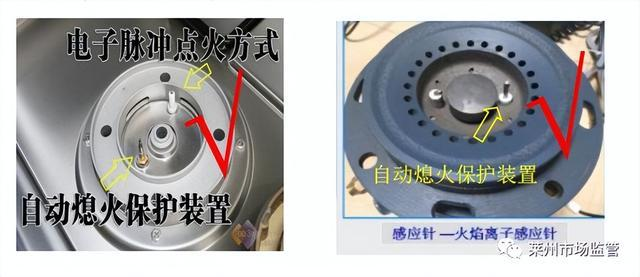 电子脉冲点火方式
自动熄火保护装置
自动熄火保护装置
感应针—火焰离子感应针
莱州市场监管